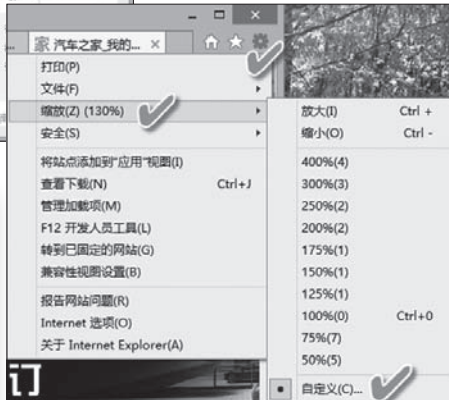 家 汽车之家_我的... ×
打印(P)
文件(F)
缩放(Z) (130%)
安全(S)
将站点添加到“应用”视图(I)
查看下载(N) Ctrl+J
管理加载项(M)
F12 开发人员工具(L)
转到已固定的网站(G)
兼容性视图设置(B)
报告网站问题(R)
Internet 选项(O)
关于 Internet Explorer(A)
放大(I) Ctrl +
缩小(O) Ctrl -
400%(4)
300%(3)
250%(2)
200%(2)
175%(1)
150%(1)
125%(1)
100%(0) Ctrl+0
75%(7)
50%(5)
自定义(C)...
订